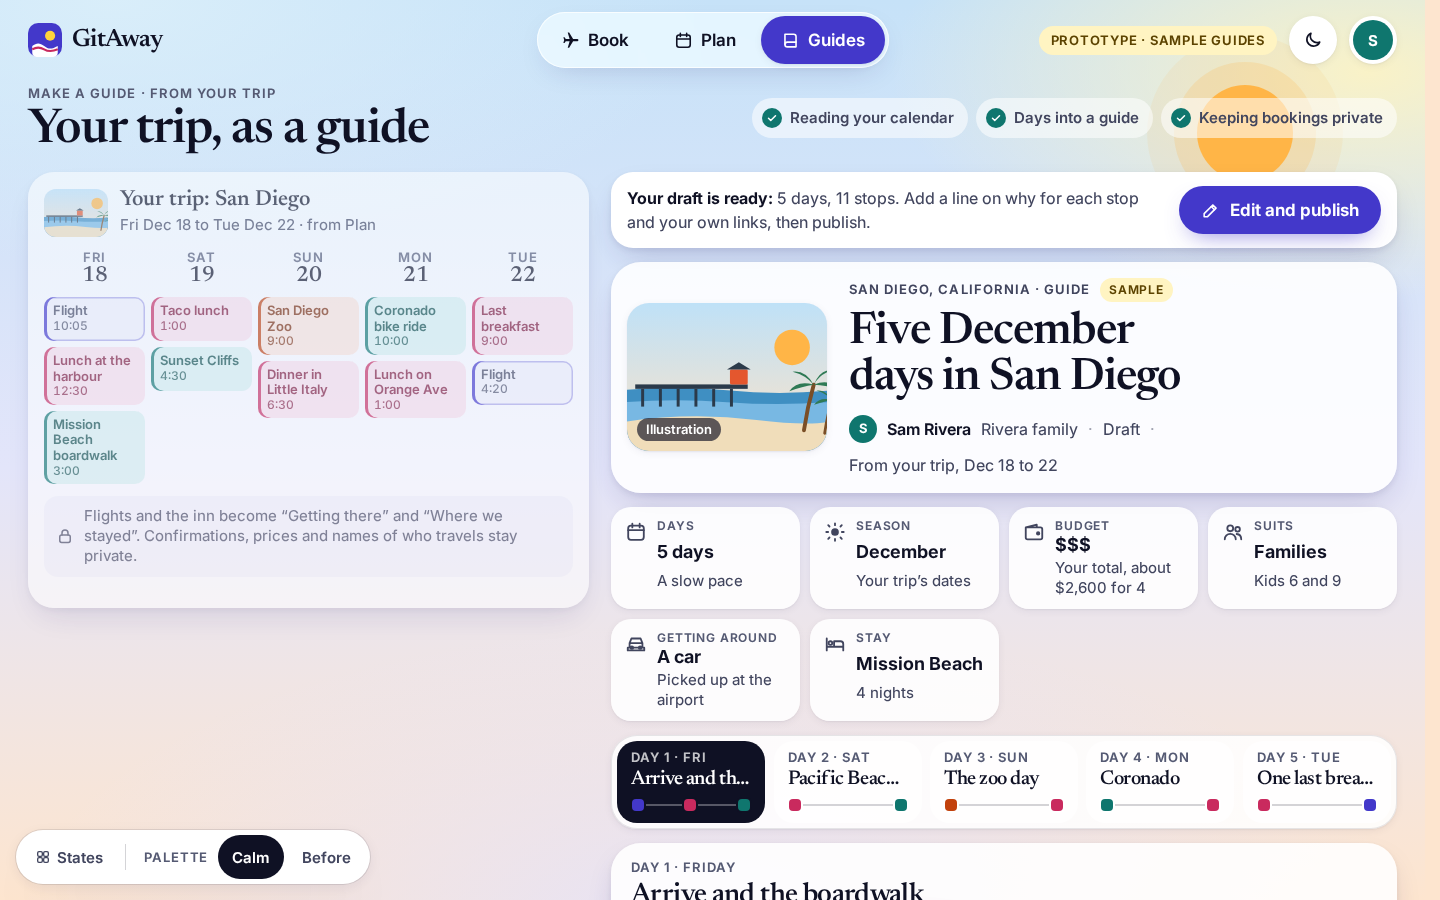 GitAway
Book
Plan
Guides
PROTOTYPE · SAMPLE GUIDES
S
MAKE A GUIDE · FROM YOUR TRIP
Your trip, as a guide
Reading your calendar
Days into a guide
Keeping bookings private
Your trip: San Diego
Fri Dec 18 to Tue Dec 22 · from Plan
FRI
18
SAT
19
SUN
20
MON
21
TUE
22
Flight
10:05
Lunch at the
harbour
12:30
Mission
Beach
boardwalk
3:00
Taco lunch
1:00
Sunset Cliffs
4:30
San Diego
Zoo
9:00
Dinner in
Little Italy
6:30
Coronado
bike ride
10:00
Lunch on
Orange Ave
1:00
Last
breakfast
9:00
Flight
4:20
Flights and the inn become “Getting there” and “Where we
stayed”. Confirmations, prices and names of who travels stay
private.
Your draft is ready: 5 days, 11 stops. Add a line on why for each stop
and your own links, then publish.
Edit and publish
Illustration
SAN DIEGO, CALIFORNIA · GUIDE
SAMPLE
Five December
days in San Diego
S
Sam Rivera
Rivera family · Draft ·
From your trip, Dec 18 to 22
DAYS
5 days
A slow pace
SEASON
December
Your trip’s dates
BUDGET
$$$
Your total, about
$2,600 for 4
SUITS
Families
Kids 6 and 9
GETTING AROUND
A car
Picked up at the
airport
STAY
Mission Beach
4 nights
DAY 1 · FRI
Arrive and th...
DAY 2 · SAT
Pacific Beac...
DAY 3 · SUN
The zoo day
DAY 4 · MON
Coronado
DAY 5 · TUE
One last brea...
DAY 1 · FRIDAY
Arrive and the boardwalk
States
PALETTE
Calm
Before